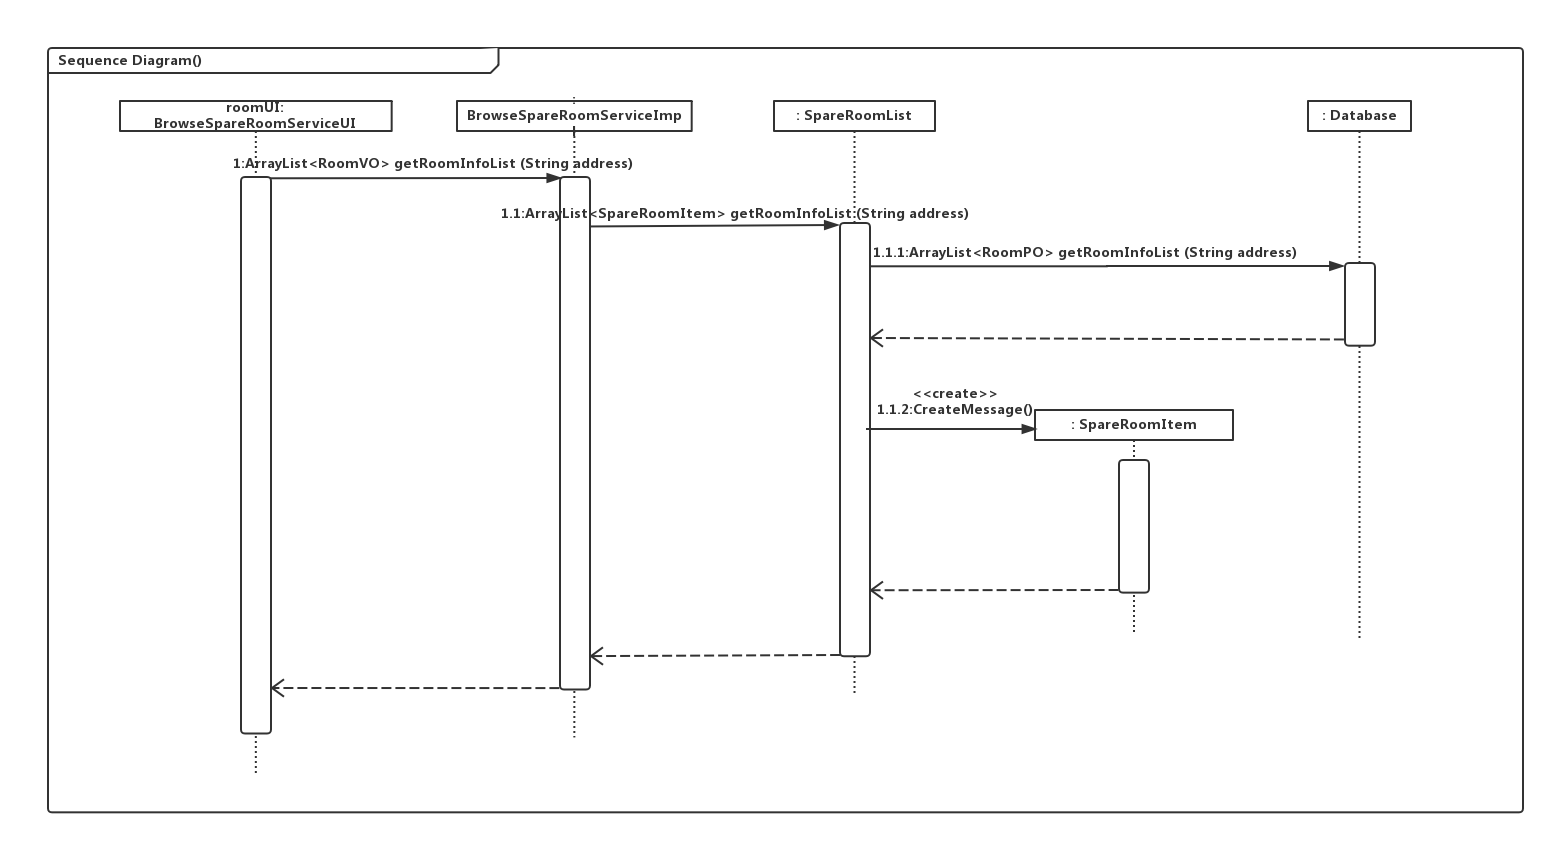 Sequence Diagram()
roomUI:
BrowseSpareRoomServiceUI
BrowseSpareRoomServiceImp
: SpareRoomList
: Database
1:ArrayList<RoomVO> getRoomInfoList (String address)
1.1:ArrayList<SpareRoomItem> getRoomInfoList (String address)
1.1.1:ArrayList<RoomPO> getRoomInfoList (String address)
<<create>>
1.1.2:CreateMessage()
: SpareRoomItem